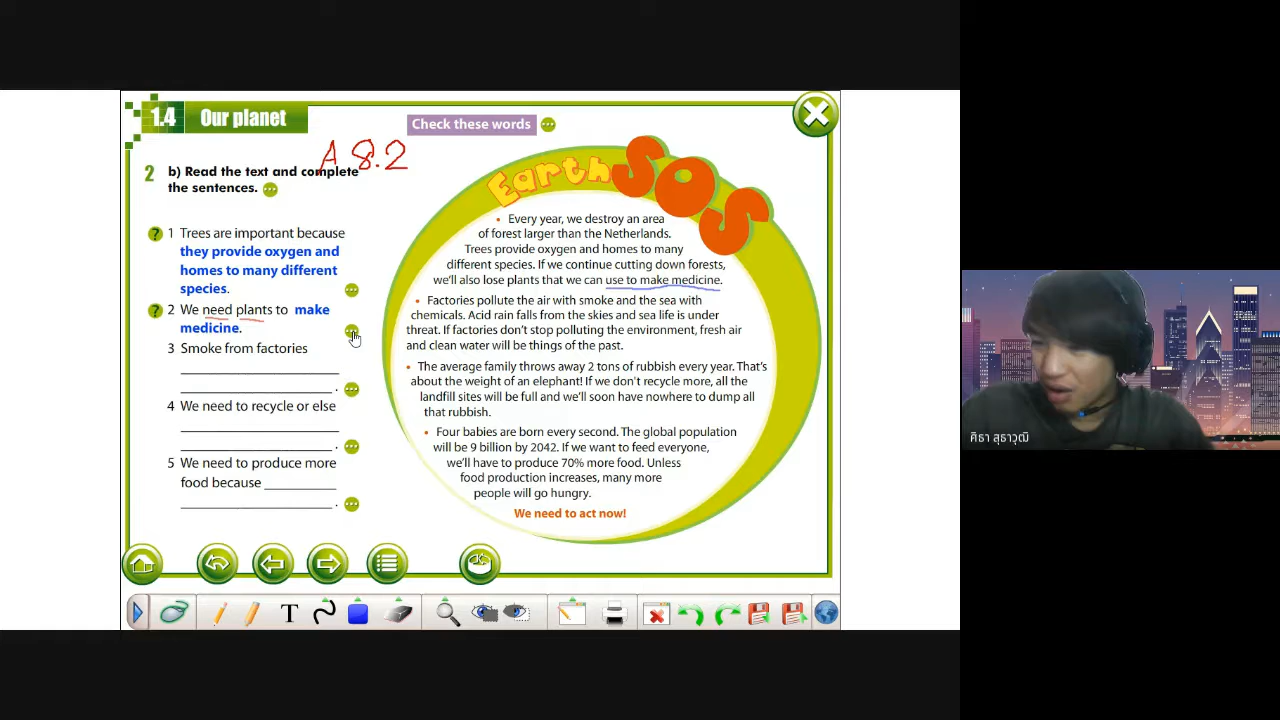 1.4 Our planet
Check these words
A 8.2
2 b) Read the text and complete
the sentences.
? 1 Trees are important because
they provide oxygen and
homes to many different
species.
? 2 We need plants to make
medicine.
3 Smoke from factories
____________________
____________________ .
4 We need to recycle or else
____________________
____________________ .
5 We need to produce more
food because __________
____________________ .
Earth SOS
• Every year, we destroy an area
of forest larger than the Netherlands.
Trees provide oxygen and homes to many
different species. If we continue cutting down forests,
we'll also lose plants that we can use to make medicine.
• Factories pollute the air with smoke and the sea with
chemicals. Acid rain falls from the skies and sea life is under
threat. If factories don't stop polluting the environment, fresh air
and clean water will be things of the past.
• The average family throws away 2 tons of rubbish every year. That's
about the weight of an elephant! If we don't recycle more, all the
landfill sites will be full and we'll soon have nowhere to dump all
that rubbish.
• Four babies are born every second. The global population
will be 9 billion by 2042. If we want to feed everyone,
we'll have to produce 70% more food. Unless
food production increases, many more
people will go hungry.
We need to act now!
T
ศิธา สุธาวุฒิ